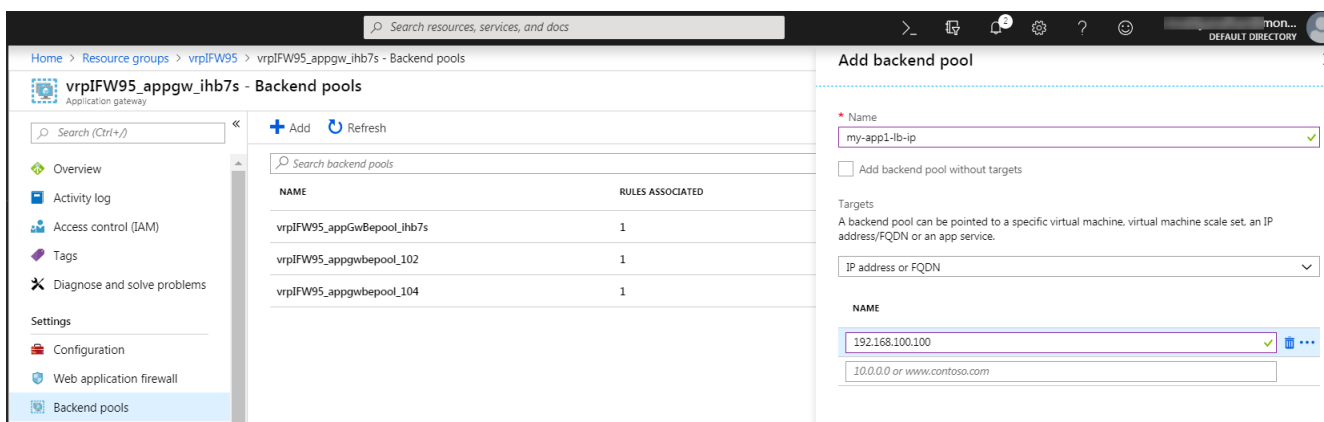 Search resources, services, and docs
2
mon...
DEFAULT DIRECTORY
Home > Resource groups > vrpIFW95 > vrpIFW95_appgw_ihb7s - Backend pools
vrpIFW95_appgw_ihb7s - Backend pools
Application gateway
Search (Ctrl+/)
Overview
Activity log
Access control (IAM)
Tags
Diagnose and solve problems
Settings
Configuration
Web application firewall
Backend pools
Add Refresh
Search backend pools
NAME RULES ASSOCIATED
vrpIFW95_appGwBepool_ihb7s 1
vrpIFW95_appgwbepool_102 1
vrpIFW95_appgwbepool_104 1
Add backend pool
* Name
my-app1-lb-ip
Add backend pool without targets
Targets
A backend pool can be pointed to a specific virtual machine, virtual machine scale set, an IP
address/FQDN or an app service.
IP address or FQDN
NAME
192.168.100.100
10.0.0.0 or www.contoso.com